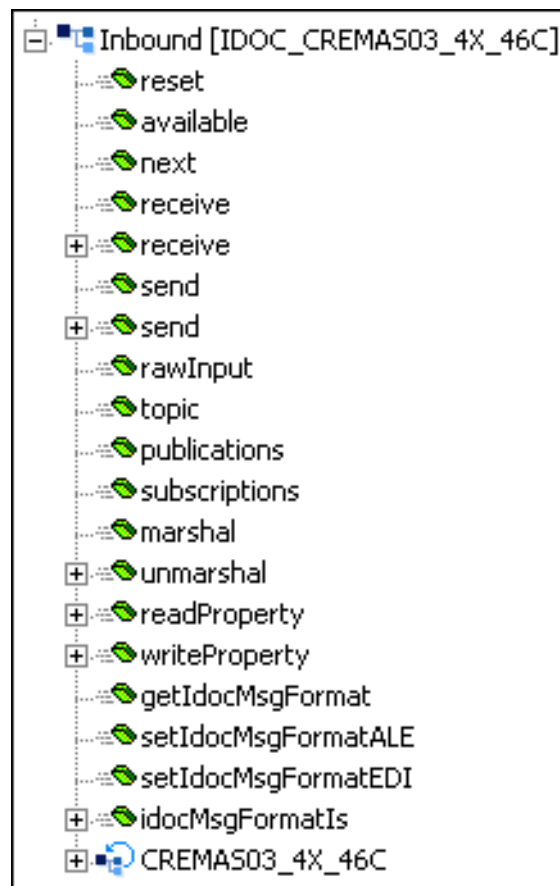 Inbound [IDOC_CREMAS03_4X_46C]
reset
available
next
receive
receive
send
send
rawInput
topic
publications
subscriptions
marshal
unmarshal
readProperty
writeProperty
getIdocMsgFormat
setIdocMsgFormatALE
setIdocMsgFormatEDI
idocMsgFormatIs
CREMAS03_4X_46C